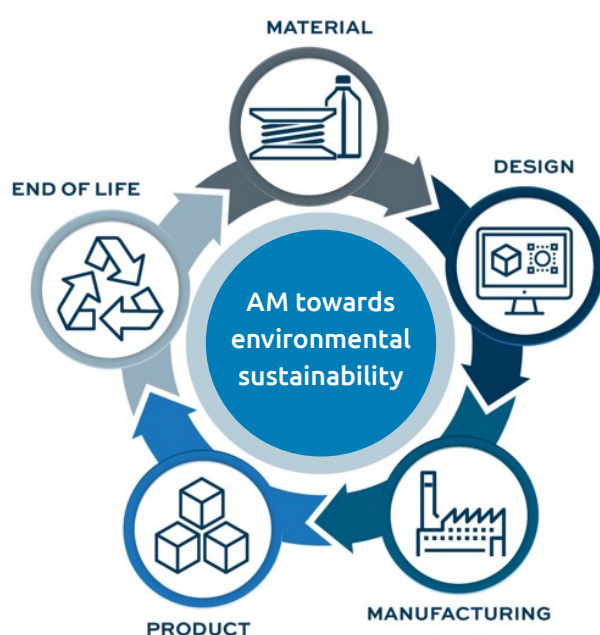 MATERIAL
DESIGN
END OF LIFE
AM towards
environmental
sustainability
MANUFACTURING
PRODUCT